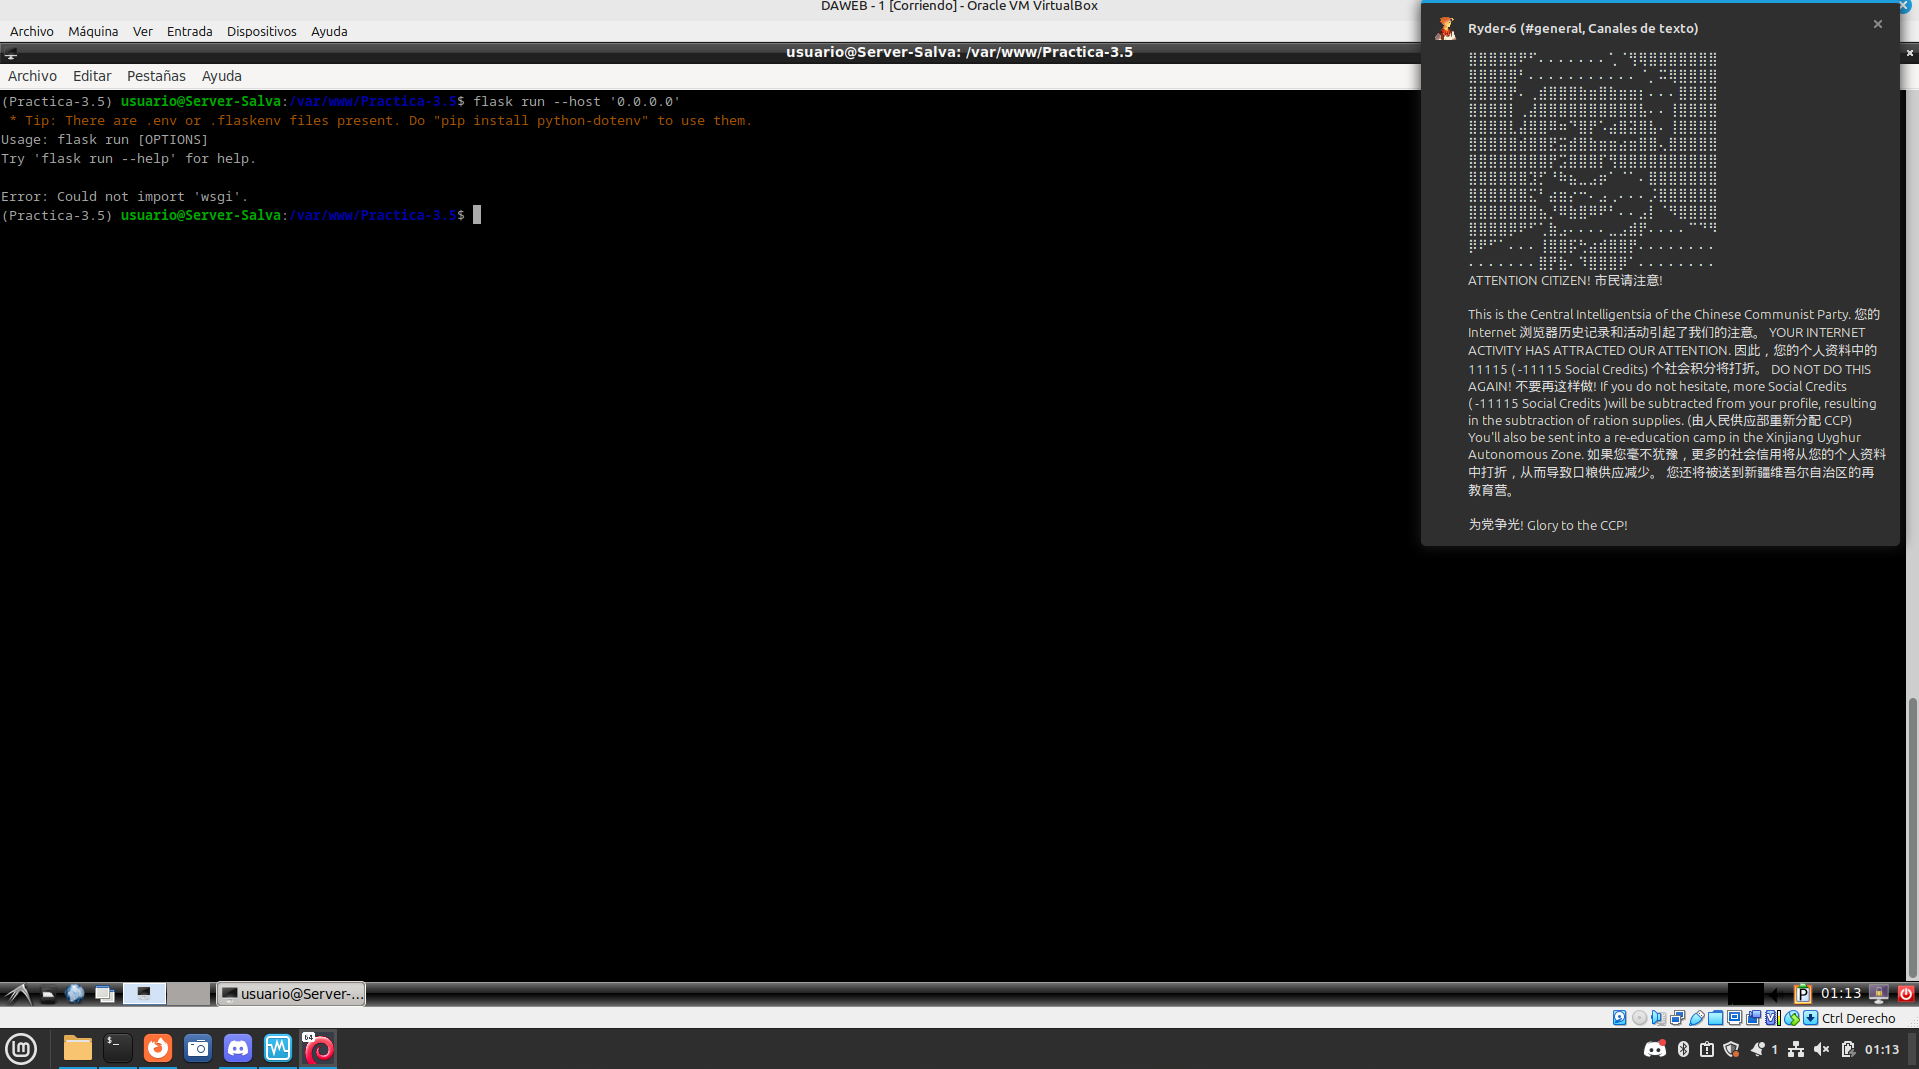 DAWEB - 1 [Corriendo] - Oracle VM VirtualBox
Archivo Máquina Ver Entrada Dispositivos Ayuda
usuario@Server-Salva: /var/www/Practica-3.5
Archivo Editar Pestañas Ayuda
(Practica-3.5) usuario@Server-Salva:/var/www/Practica-3.5$ flask run --host '0.0.0.0'
* Tip: There are .env or .flaskenv files present. Do "pip install python-dotenv" to use them.
Usage: flask run [OPTIONS]
Try 'flask run --help' for help.
Error: Could not import 'wsgi'.
(Practica-3.5) usuario@Server-Salva:/var/www/Practica-3.5$
Ryder-6 (#general, Canales de texto)
ATTENTION CITIZEN! 市民请注意!
This is the Central Intelligentsia of the Chinese Communist Party. 您的
Internet 浏览器历史记录和活动引起了我们的注意。 YOUR INTERNET
ACTIVITY HAS ATTRACTED OUR ATTENTION. 因此，您的个人资料中的
11115 ( -11115 Social Credits) 个社会积分将打折。 DO NOT DO THIS
AGAIN! 不要再这样做! If you do not hesitate, more Social Credits
( -11115 Social Credits )will be subtracted from your profile, resulting
in the subtraction of ration supplies. (由人民供应部重新分配 CCP)
You'll also be sent into a re-education camp in the Xinjiang Uyghur
Autonomous Zone. 如果您毫不犹豫，更多的社会信用将从您的个人资料
中打折，从而导致口粮供应减少。 您还将被送到新疆维吾尔自治区的再
教育营。
为党争光! Glory to the CCP!
usuario@Server-...
01:13
Ctrl Derecho
64
1
01:13